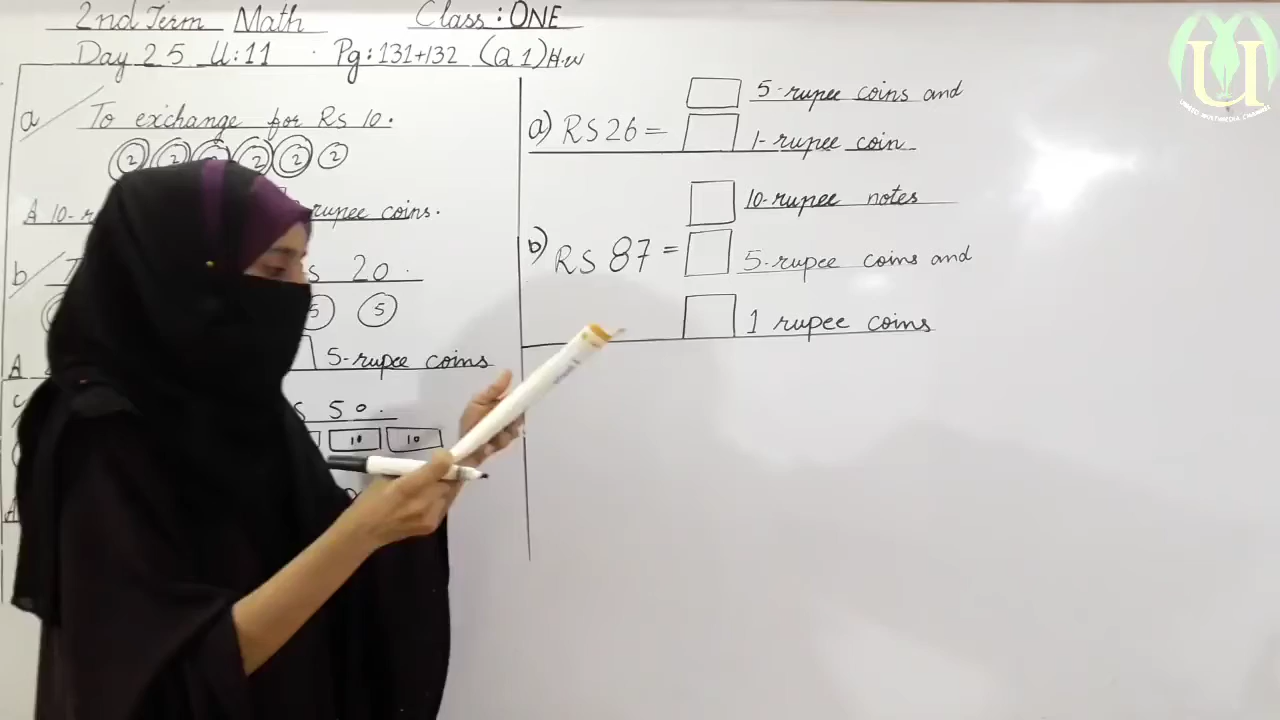 2nd Term Math Class: ONE
Day 25 U:11 Pg: 131+132 (Q1) H.W
a To exchange for Rs 10.
2 2 2 2 2
A 10-r rupee coins.
b s 20.
5 5
A 5-rupee coins
c s 50.
10 10
A
a) RS 26 =
5-rupee coins and
1-rupee coin
b) RS 87 =
10-rupee notes
5-rupee coins and
1 rupee coins
U